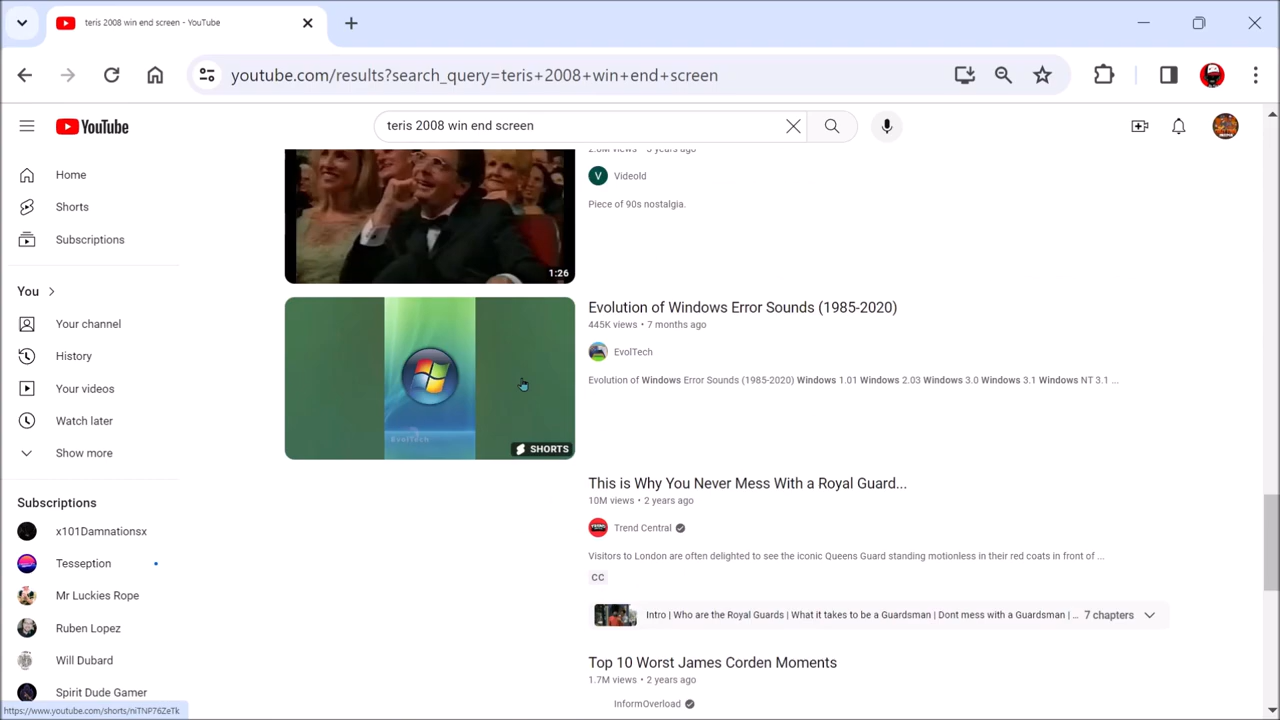 teris 2008 win end screen - YouTube
youtube.com/results?search_query=teris+2008+win+end+screen
YouTube
teris 2008 win end screen
Home
Shorts
Subscriptions
You
Your channel
History
Your videos
Watch later
Show more
Subscriptions
x101Damnationsx
Tesseption
Mr Luckies Rope
Ruben Lopez
Will Dubard
Spirit Dude Gamer
https://www.youtube.com/shorts/niTNP76ZeTk
V Videold
Piece of 90s nostalgia.
1:26
Evolution of Windows Error Sounds (1985-2020)
445K views • 7 months ago
EvolTech
Evolution of Windows Error Sounds (1985-2020) Windows 1.01 Windows 2.03 Windows 3.0 Windows 3.1 Windows NT 3.1 ...
EvolTech
SHORTS
This is Why You Never Mess With a Royal Guard...
10M views • 2 years ago
Trend Central
Visitors to London are often delighted to see the iconic Queens Guard standing motionless in their red coats in front of ...
CC
Intro | Who are the Royal Guards | What it takes to be a Guardsman | Dont mess with a Guardsman | ... 7 chapters
Top 10 Worst James Corden Moments
1.7M views • 2 years ago
InformOverload